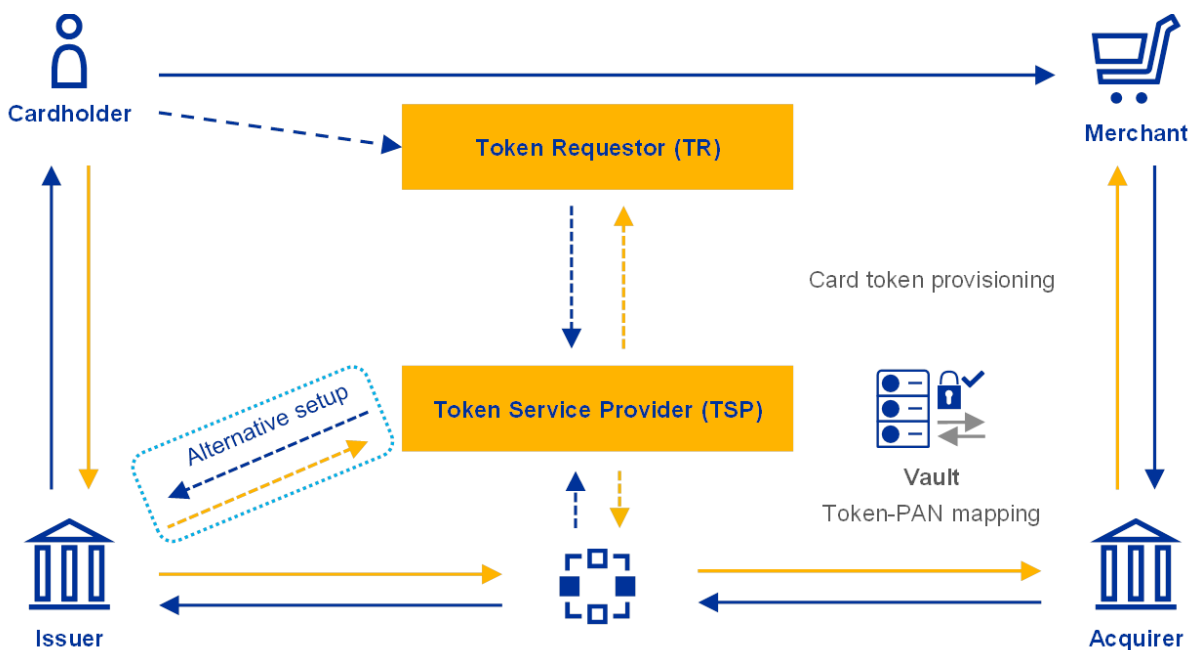 Cardholder
Merchant
Token Requestor (TR)
Card token provisioning
Alternative setup
Token Service Provider (TSP)
Vault
Token-PAN mapping
Issuer
Acquirer